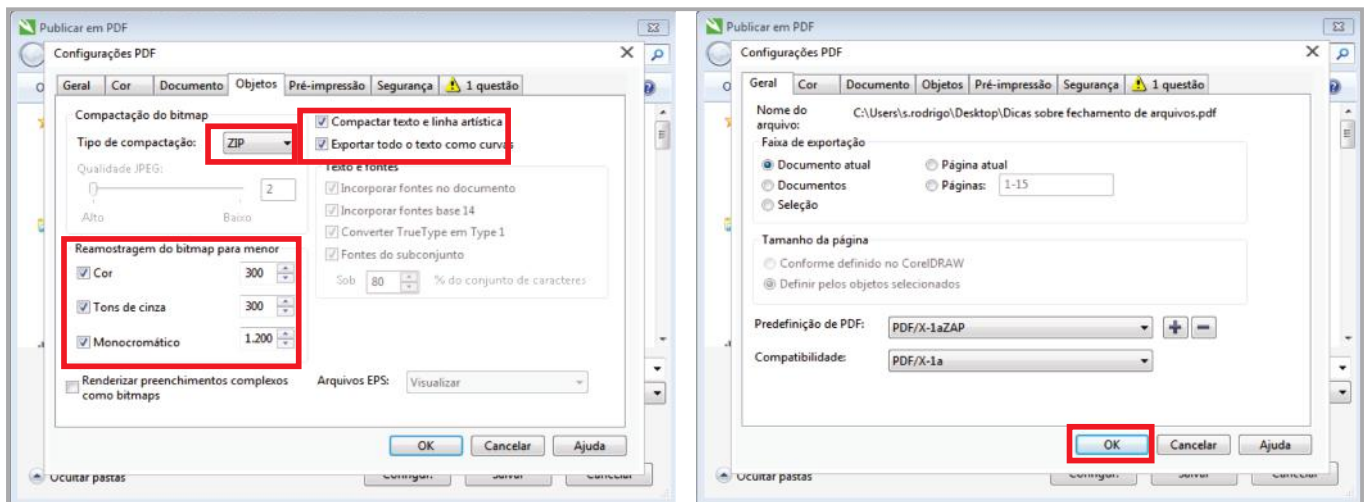 Publicar em PDF
Configurações PDF
Geral Cor Documento Objetos Pré-impressão Segurança 1 questão
Compactação do bitmap
Tipo de compactação: ZIP
Qualidade JPEG:
2
Alto Baixo
Compactar texto e linha artística
Exportar todo o texto como curvas
Texto e fontes
Incorporar fontes no documento
Incorporar fontes base 14
Converter TrueType em Type 1
Fontes do subconjunto
Sob 80 % do conjunto de caracteres
Reamostragem do bitmap para menor
Cor 300
Tons de cinza 300
Monocromático 1.200
Renderizar preenchimentos complexos
como bitmaps
Arquivos EPS: Visualizar
OK Cancelar Ajuda
Ocultar pastas Configur. Salvar Cancelar
Publicar em PDF
Configurações PDF
Geral Cor Documento Objetos Pré-impressão Segurança 1 questão
Nome do
arquivo: C:\Users\s.rodrigo\Desktop\Dicas sobre fechamento de arquivos.pdf
Faixa de exportação
Documento atual Página atual
Documentos Páginas: 1-15
Seleção
Tamanho da página
Conforme definido no CorelDRAW
Definir pelos objetos selecionados
Predefinição de PDF: PDF/X-1aZAP
Compatibilidade: PDF/X-1a
OK Cancelar Ajuda
Ocultar pastas Configur. Salvar Cancelar